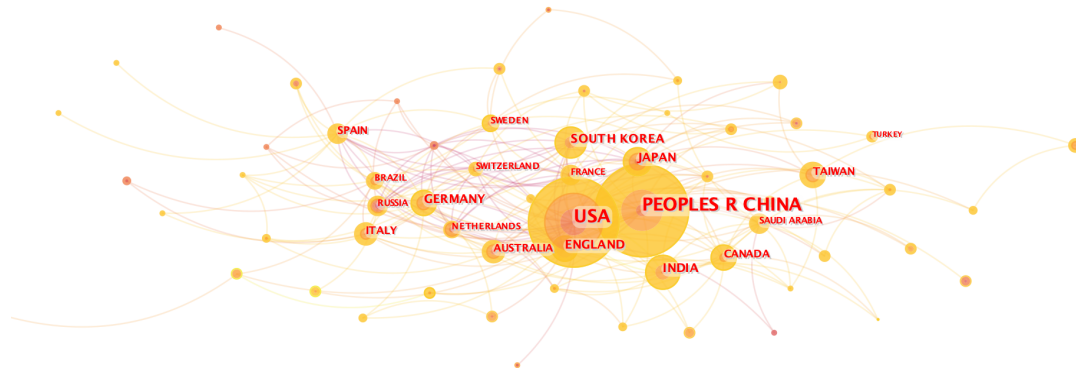 SWEDEN
SPAIN
SOUTH KOREA
TURKEY
JAPAN
SWITZERLAND
FRANCE
TAIWAN
BRAZIL
GERMANY
RUSSIA
PEOPLES R CHINA
USA
SAUDI ARABIA
NETHERLANDS
ITALY
ENGLAND
AUSTRALIA
CANADA
INDIA